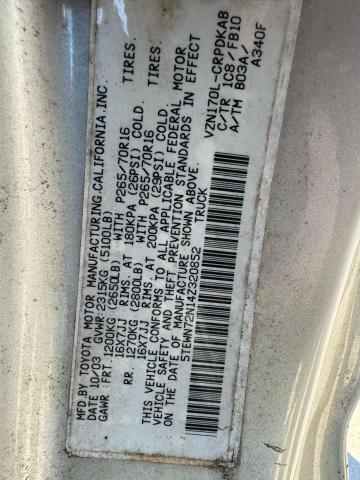 MFD BY TOYOTA MOTOR MANUFACTURING,CALIFORNIA,INC.
DATE 10/03 GVWR:2315KG (5100LB)
GAWR : FRT.1200KG (2650LB) WITH P265/70R16 TIRES.
16X7JJ RIMS. AT 180KPA (26PSI) COLD.
RR. 1270KG (2800LB) WITH P265/70R16 TIRES.
16X7JJ RIMS. AT 200KPA (29PSI) COLD.
THIS VEHICLE CONFORMS TO ALL APPLICABLE FEDERAL MOTOR
VEHICLE SAFETY AND THEFT PREVENTION STANDARDS IN EFFECT
ON THE DATE OF MANUFACTURE SHOWN ABOVE.
5TEWN72N14Z320852 TRUCK
VZN170L-CRPDKAB
C/TR 1C8/FB10
A/TM B03A/
A340F